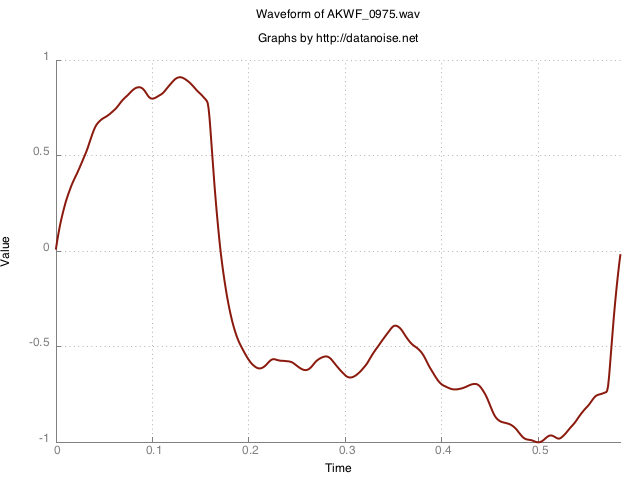 Waveform of AKWF_0975.wav
Graphs by http://datanoise.net
1
0.5
0
-0.5
-1
Value
0 0.1 0.2 0.3 0.4 0.5
Time